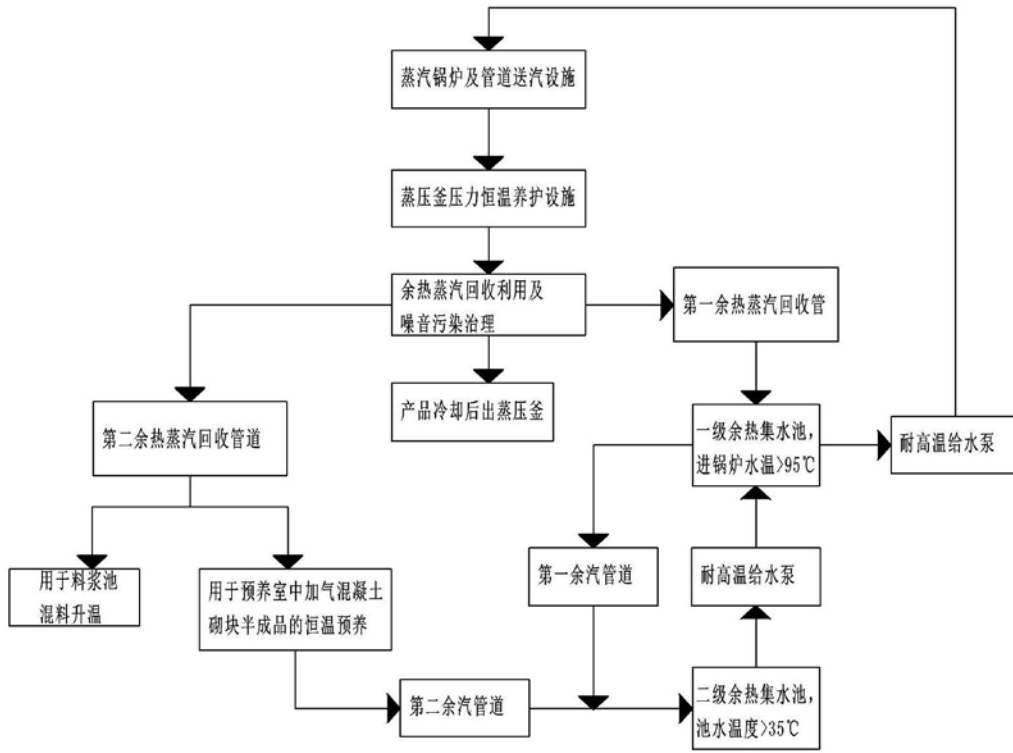 蒸汽锅炉及管道送汽设施
蒸压釜压力恒温养护设施
余热蒸汽回收利用及
噪音污染治理
第一余热蒸汽回收管
产品冷却后出蒸压釜
第二余热蒸汽回收管道
一级余热集水池，
进锅炉水温>95℃
耐高温给水泵
用于料浆池
混料升温
用于预养室中加气混凝土
砌块半成品的恒温预养
第一余汽管道
耐高温给水泵
第二余汽管道
二级余热集水池，
池水温度>35℃